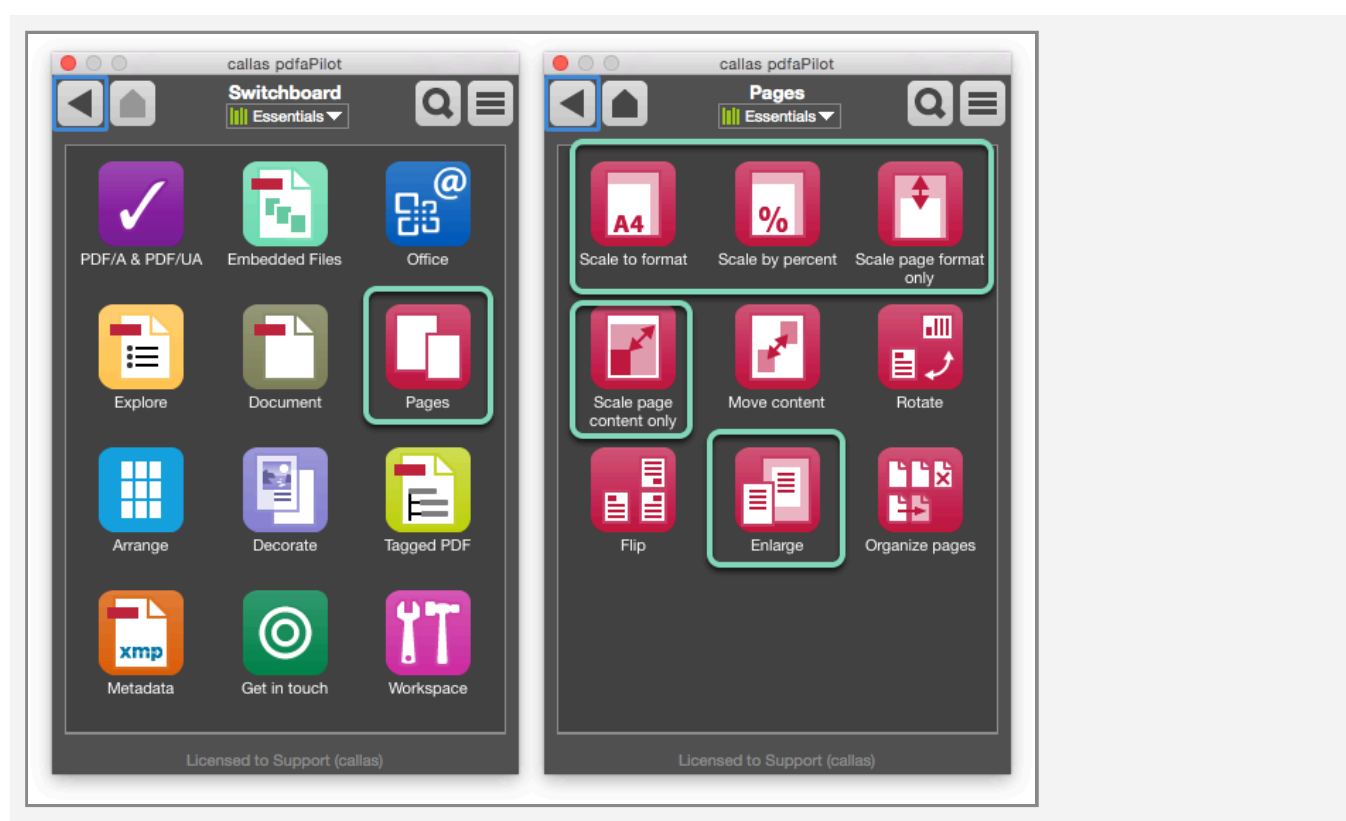 callas pdfaPilot
Switchboard
Essentials
PDF/A & PDF/UA
Embedded Files
@
Office
Explore
Document
Pages
Arrange
Decorate
Tagged PDF
xmp
Metadata
Get in touch
Workspace
Licensed to Support (callas)
callas pdfaPilot
Pages
Essentials
A4
Scale to format
%
Scale by percent
Scale page format
only
Scale page
content only
Move content
Rotate
Flip
Enlarge
Organize pages
Licensed to Support (callas)